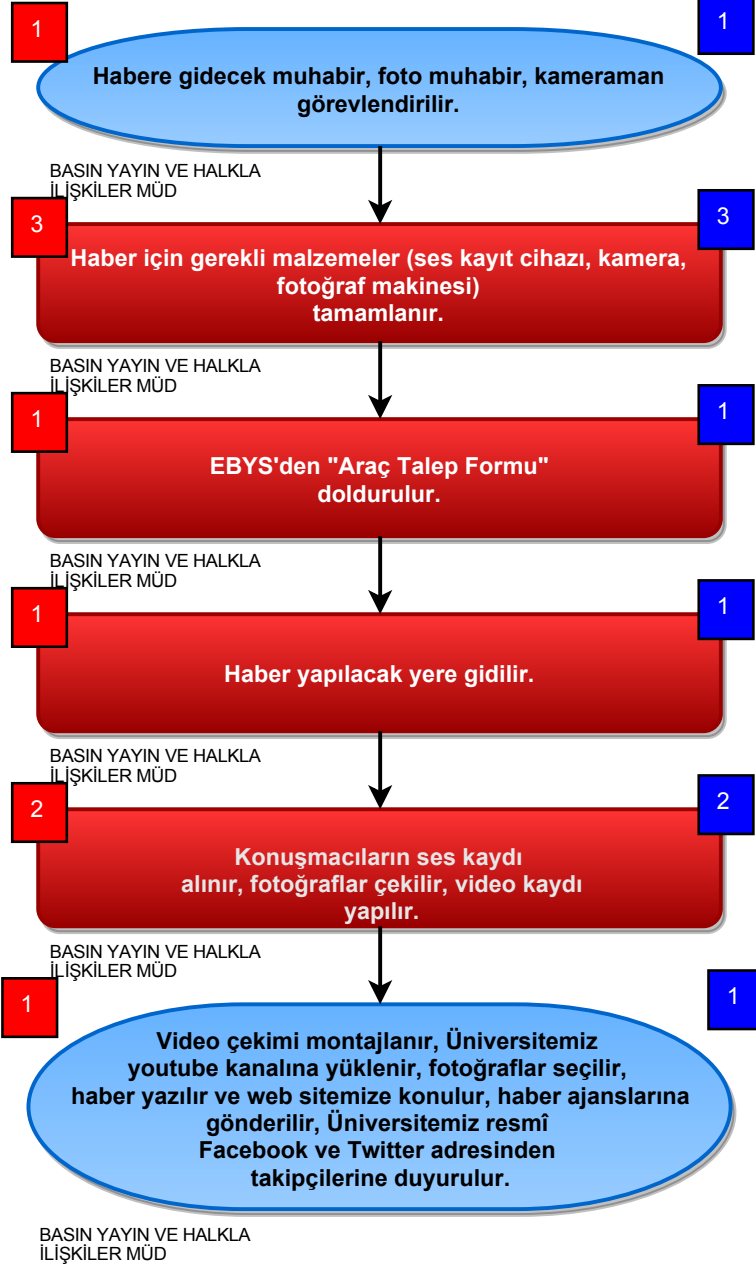 1
1
Habere gidecek muhabir, foto muhabir, kameraman
görevlendirilir.
BASIN YAYIN VE HALKLA
İLİŞKİLER MÜD
3
3
Haber için gerekli malzemeler (ses kayıt cihazı, kamera,
fotoğraf makinesi)
tamamlanır.
BASIN YAYIN VE HALKLA
İLİŞKİLER MÜD
1
1
EBYS'den "Araç Talep Formu"
doldurulur.
BASIN YAYIN VE HALKLA
İLİŞKİLER MÜD
1
1
Haber yapılacak yere gidilir.
BASIN YAYIN VE HALKLA
İLİŞKİLER MÜD
2
2
Konuşmacıların ses kaydı
alınır, fotoğraflar çekilir, video kaydı
yapılır.
BASIN YAYIN VE HALKLA
İLİŞKİLER MÜD
1
1
Video çekimi montajlanır, Üniversitemiz
youtube kanalına yüklenir, fotoğraflar seçilir,
haber yazılır ve web sitemize konulur, haber ajanslarına
gönderilir, Üniversitemiz resmî
Facebook ve Twitter adresinden
takipçilerine duyurulur.
BASIN YAYIN VE HALKLA
İLİŞKİLER MÜD